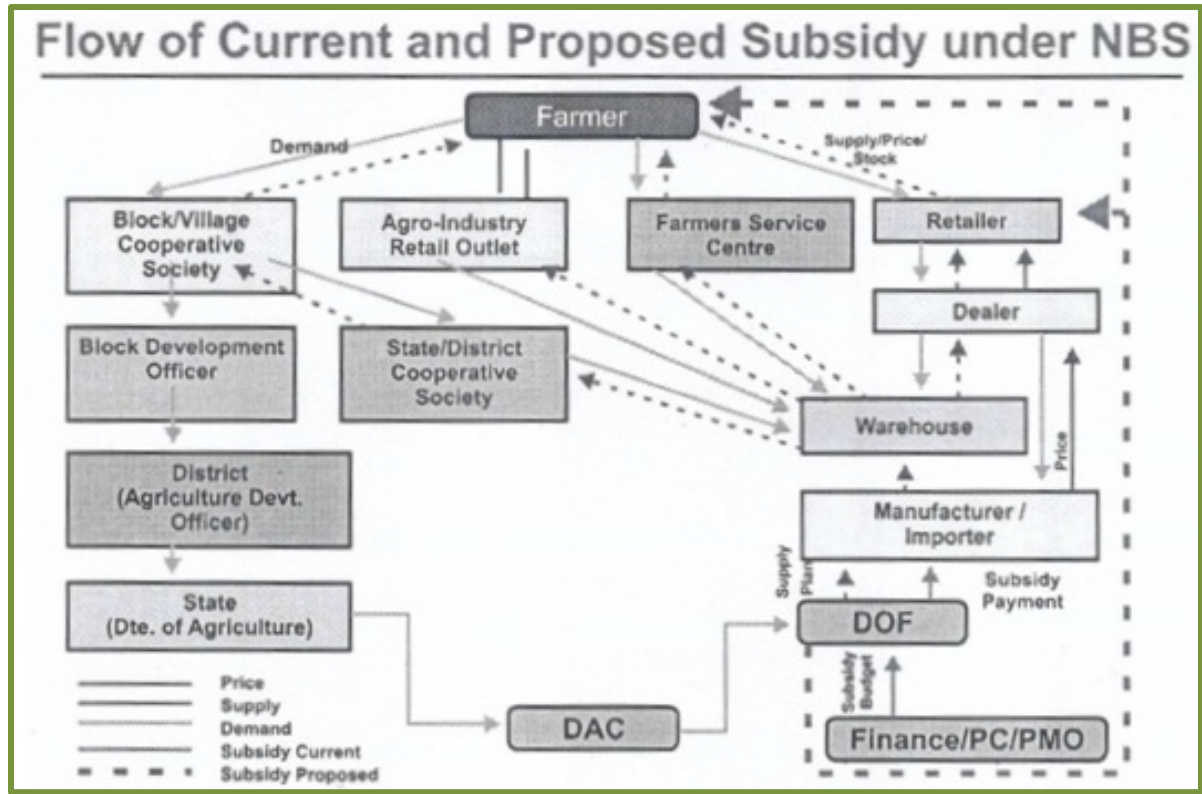 Flow of Current and Proposed Subsidy under NBS
Farmer
Demand
Supply/Price/
Stock
Block/Village
Cooperative
Society
Agro-Industry
Retail Outlet
Farmers Service
Centre
Retailer
Dealer
Block Development
Officer
State/District
Cooperative
Society
Warehouse
Price
District
(Agriculture Devt.
Officer)
Manufacturer /
Importer
Supply
Plan
Subsidy
Payment
State
(Dte. of Agriculture)
DOF
Subsidy
Budget
DAC
Finance/PC/PMO
Price
Supply
Demand
Subsidy Current
Subsidy Proposed